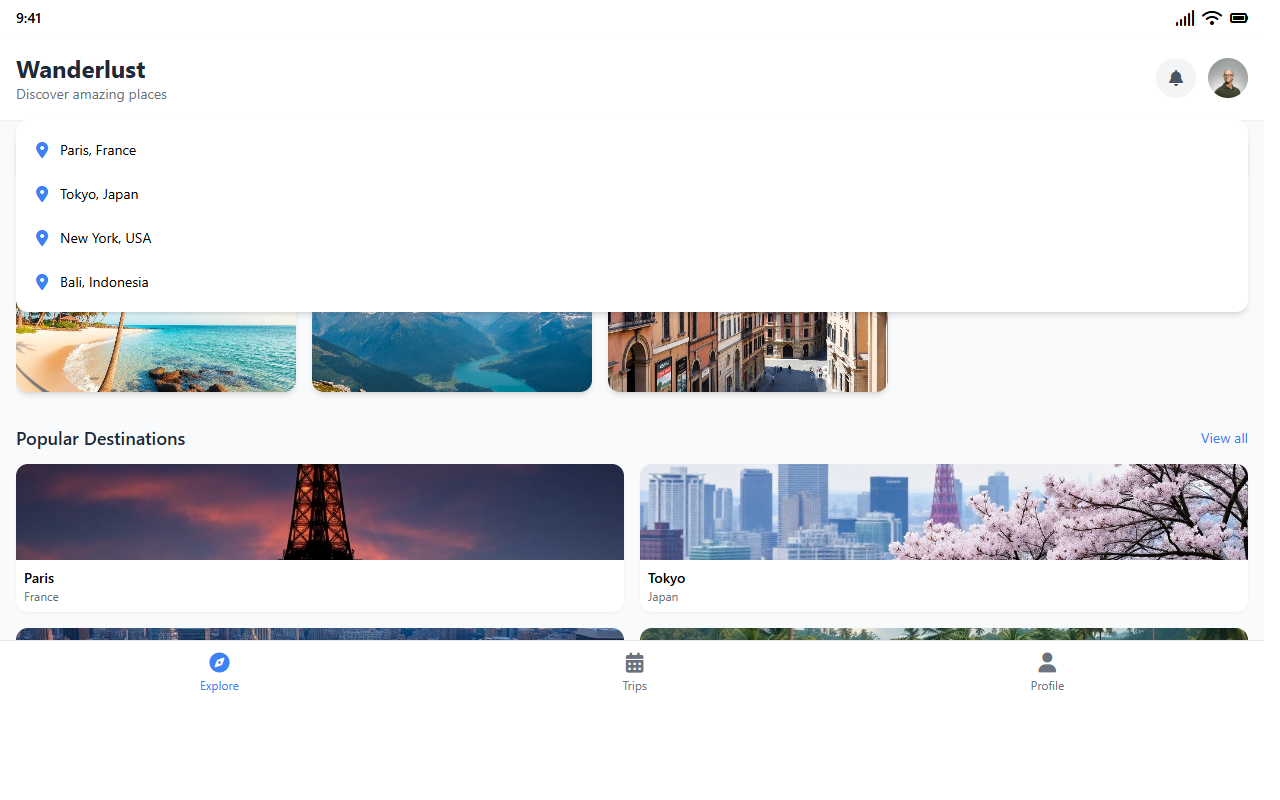 9:41
Wanderlust
Discover amazing places
Paris, France
Tokyo, Japan
New York, USA
Bali, Indonesia
Popular Destinations
View all
Paris
France
Tokyo
Japan
Explore
Trips
Profile